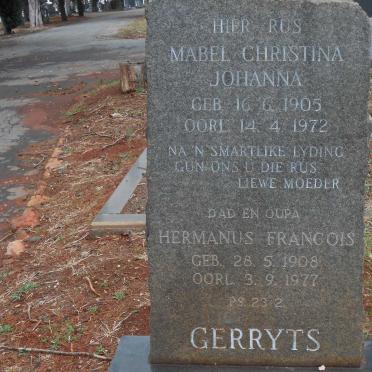 HIER RUS
MABEL CHRISTINA
JOHANNA
GEB. 16. 6. 1905
OORL. 14. 4. 1972
NA 'N SMARTLIKE LYDING
GUN ONS U DIE RUS
LIEWE MOEDER
DAD EN OUPA
HERMANUS FRANCOIS
GEB. 28. 5. 1908
OORL. 3. 9. 1977
PS. 23:2.
GERRYTS